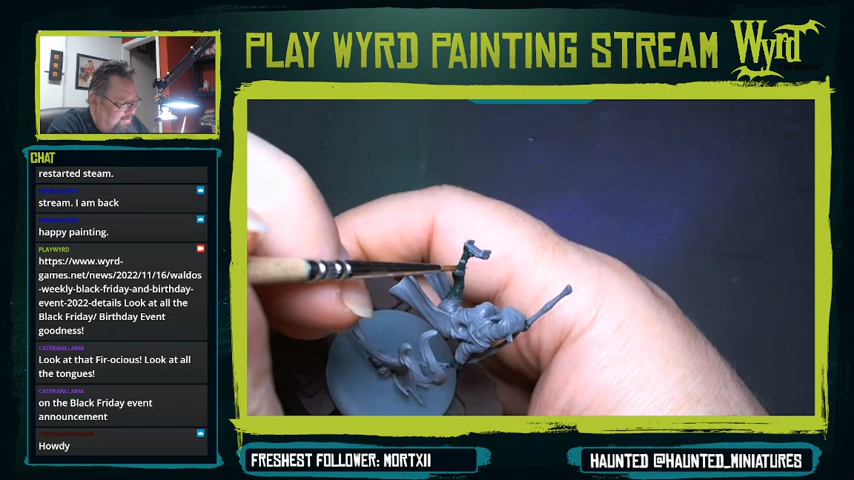 PLAY WYRD PAINTING STREAM
Wyrd
CHAT
restarted steam.
stream. I am back
happy painting.
PLAYWYRD
https://www.wyrd-
games.net/news/2022/11/16/waldos
-weekly-black-friday-and-birthday-
event-2022-details Look at all the
Black Friday/ Birthday Event
goodness!
CATERARILLAMA
Look at that Fir-ocious! Look at all
the tongues!
CATERARILLAMA
on the Black Friday event
announcement
Howdy
FRESHEST FOLLOWER: MORTXII
HAUNTED @HAUNTED_MINIATURES